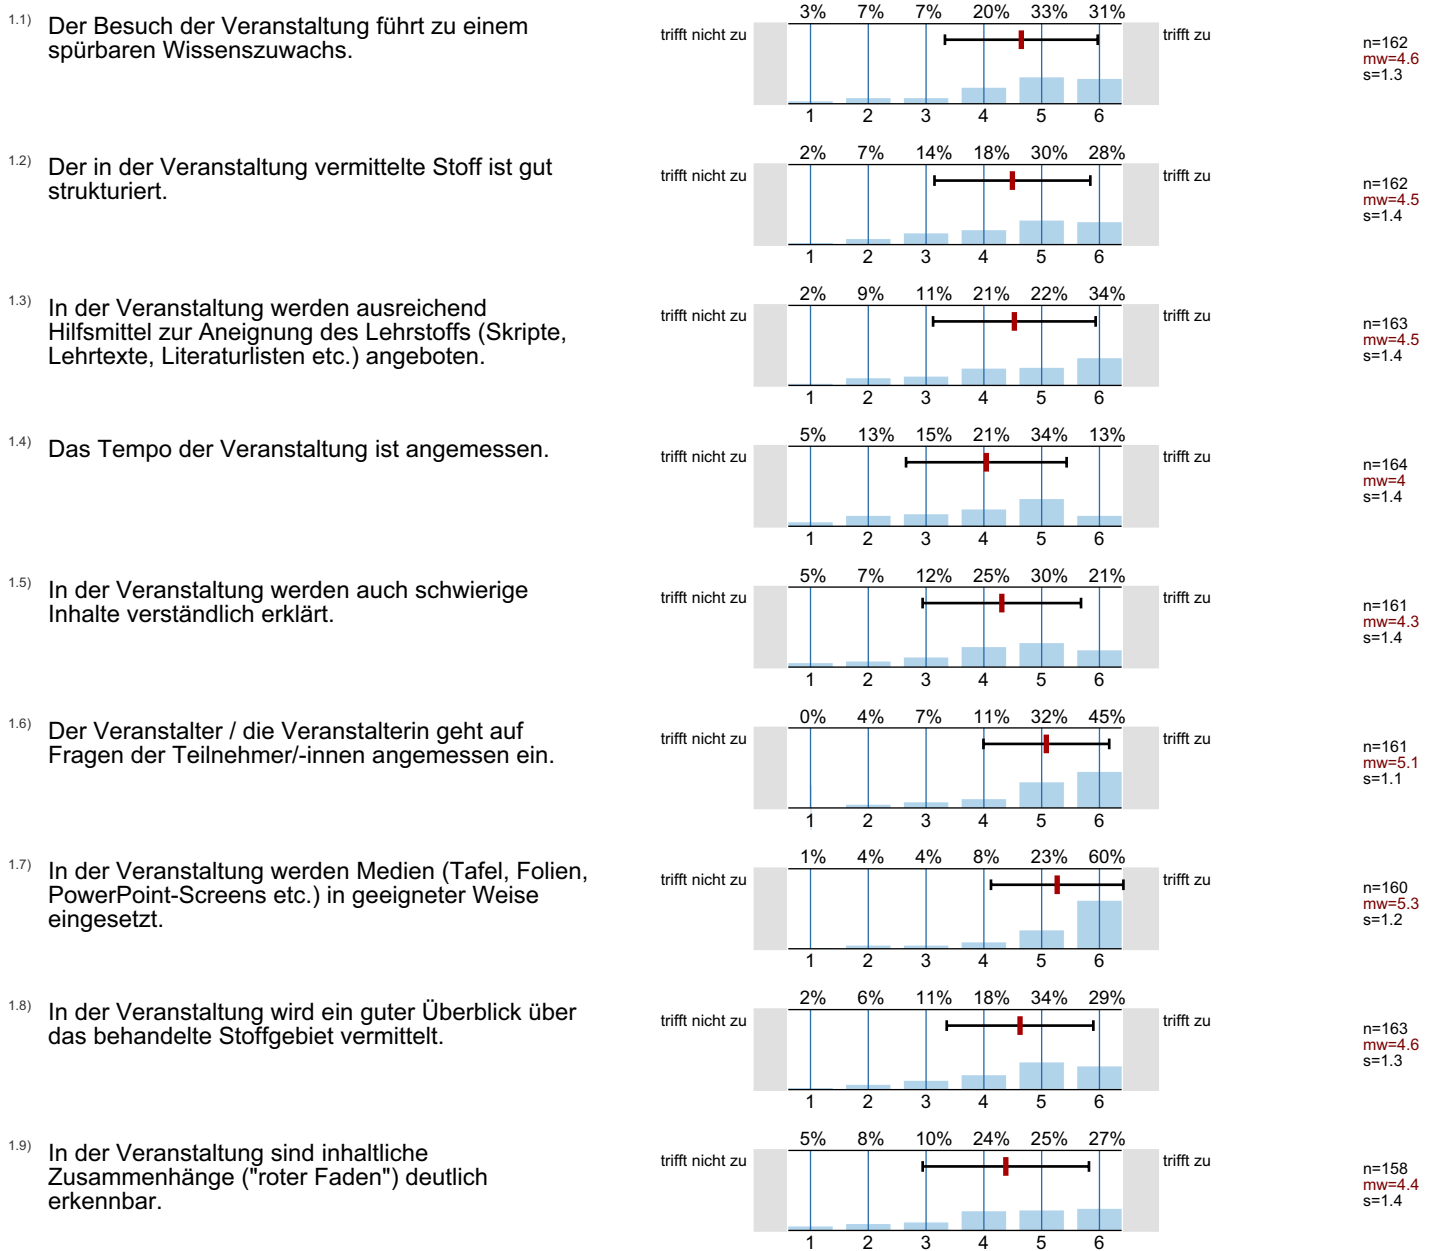 1.1) Der Besuch der Veranstaltung führt zu einem
spürbaren Wissenszuwachs.
3% 7% 7% 20% 33% 31%
trifft nicht zu trifft zu
1 2 3 4 5 6
n=162
mw=4.6
s=1.3
1.2) Der in der Veranstaltung vermittelte Stoff ist gut
strukturiert.
2% 7% 14% 18% 30% 28%
trifft nicht zu trifft zu
1 2 3 4 5 6
n=162
mw=4.5
s=1.4
1.3) In der Veranstaltung werden ausreichend
Hilfsmittel zur Aneignung des Lehrstoffs (Skripte,
Lehrtexte, Literaturlisten etc.) angeboten.
2% 9% 11% 21% 22% 34%
trifft nicht zu trifft zu
1 2 3 4 5 6
n=163
mw=4.5
s=1.4
1.4) Das Tempo der Veranstaltung ist angemessen.
5% 13% 15% 21% 34% 13%
trifft nicht zu trifft zu
1 2 3 4 5 6
n=164
mw=4
s=1.4
1.5) In der Veranstaltung werden auch schwierige
Inhalte verständlich erklärt.
5% 7% 12% 25% 30% 21%
trifft nicht zu trifft zu
1 2 3 4 5 6
n=161
mw=4.3
s=1.4
1.6) Der Veranstalter / die Veranstalterin geht auf
Fragen der Teilnehmer/-innen angemessen ein.
0% 4% 7% 11% 32% 45%
trifft nicht zu trifft zu
1 2 3 4 5 6
n=161
mw=5.1
s=1.1
1.7) In der Veranstaltung werden Medien (Tafel, Folien,
PowerPoint-Screens etc.) in geeigneter Weise
eingesetzt.
1% 4% 4% 8% 23% 60%
trifft nicht zu trifft zu
1 2 3 4 5 6
n=160
mw=5.3
s=1.2
1.8) In der Veranstaltung wird ein guter Überblick über
das behandelte Stoffgebiet vermittelt.
2% 6% 11% 18% 34% 29%
trifft nicht zu trifft zu
1 2 3 4 5 6
n=163
mw=4.6
s=1.3
1.9) In der Veranstaltung sind inhaltliche
Zusammenhänge ("roter Faden") deutlich
erkennbar.
5% 8% 10% 24% 25% 27%
trifft nicht zu trifft zu
1 2 3 4 5 6
n=158
mw=4.4
s=1.4